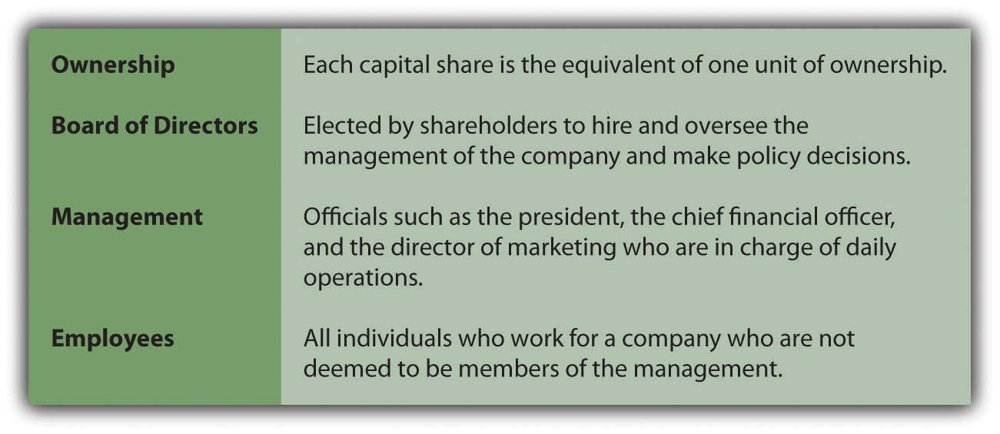 Ownership
Each capital share is the equivalent of one unit of ownership.
Board of Directors
Elected by shareholders to hire and oversee the
management of the company and make policy decisions.
Management
Officials such as the president, the chief financial officer,
and the director of marketing who are in charge of daily
operations.
Employees
All individuals who work for a company who are not
deemed to be members of the management.